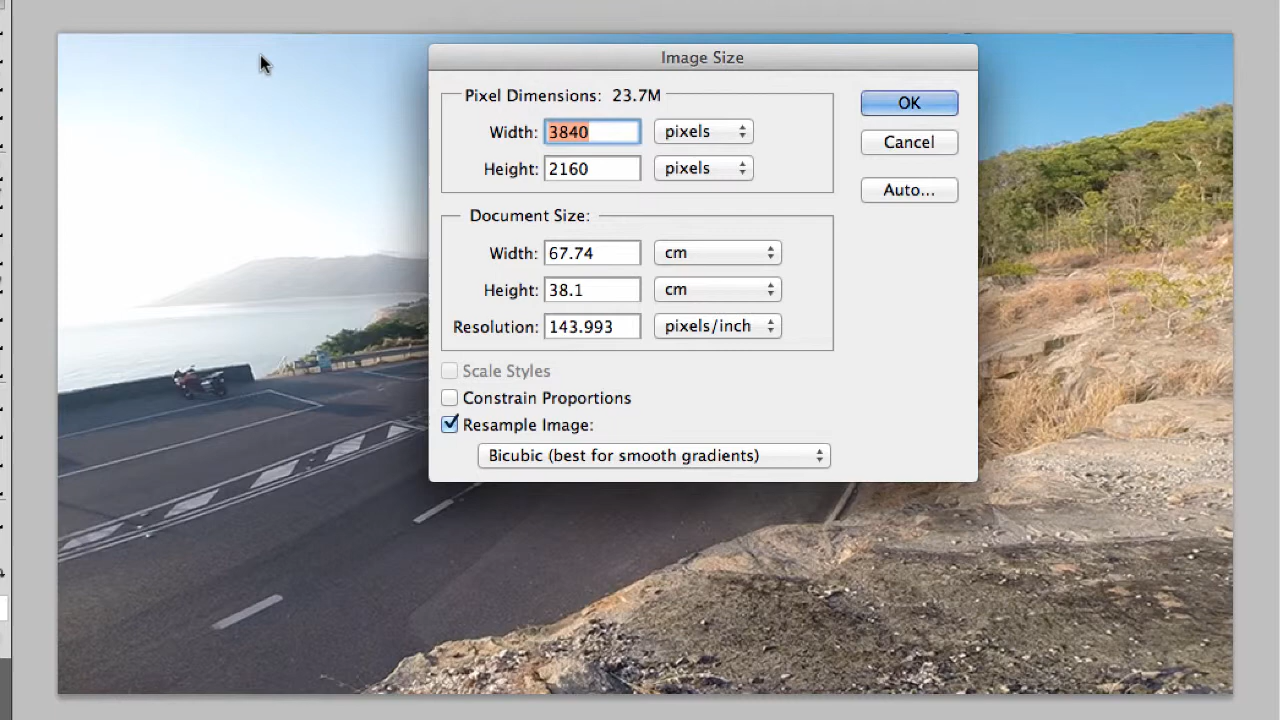 Image Size
Pixel Dimensions: 23.7M
Width: 3840 pixels
Height: 2160 pixels
OK
Cancel
Auto...
Document Size:
Width: 67.74 cm
Height: 38.1 cm
Resolution: 143.993 pixels/inch
Scale Styles
Constrain Proportions
Resample Image:
Bicubic (best for smooth gradients)